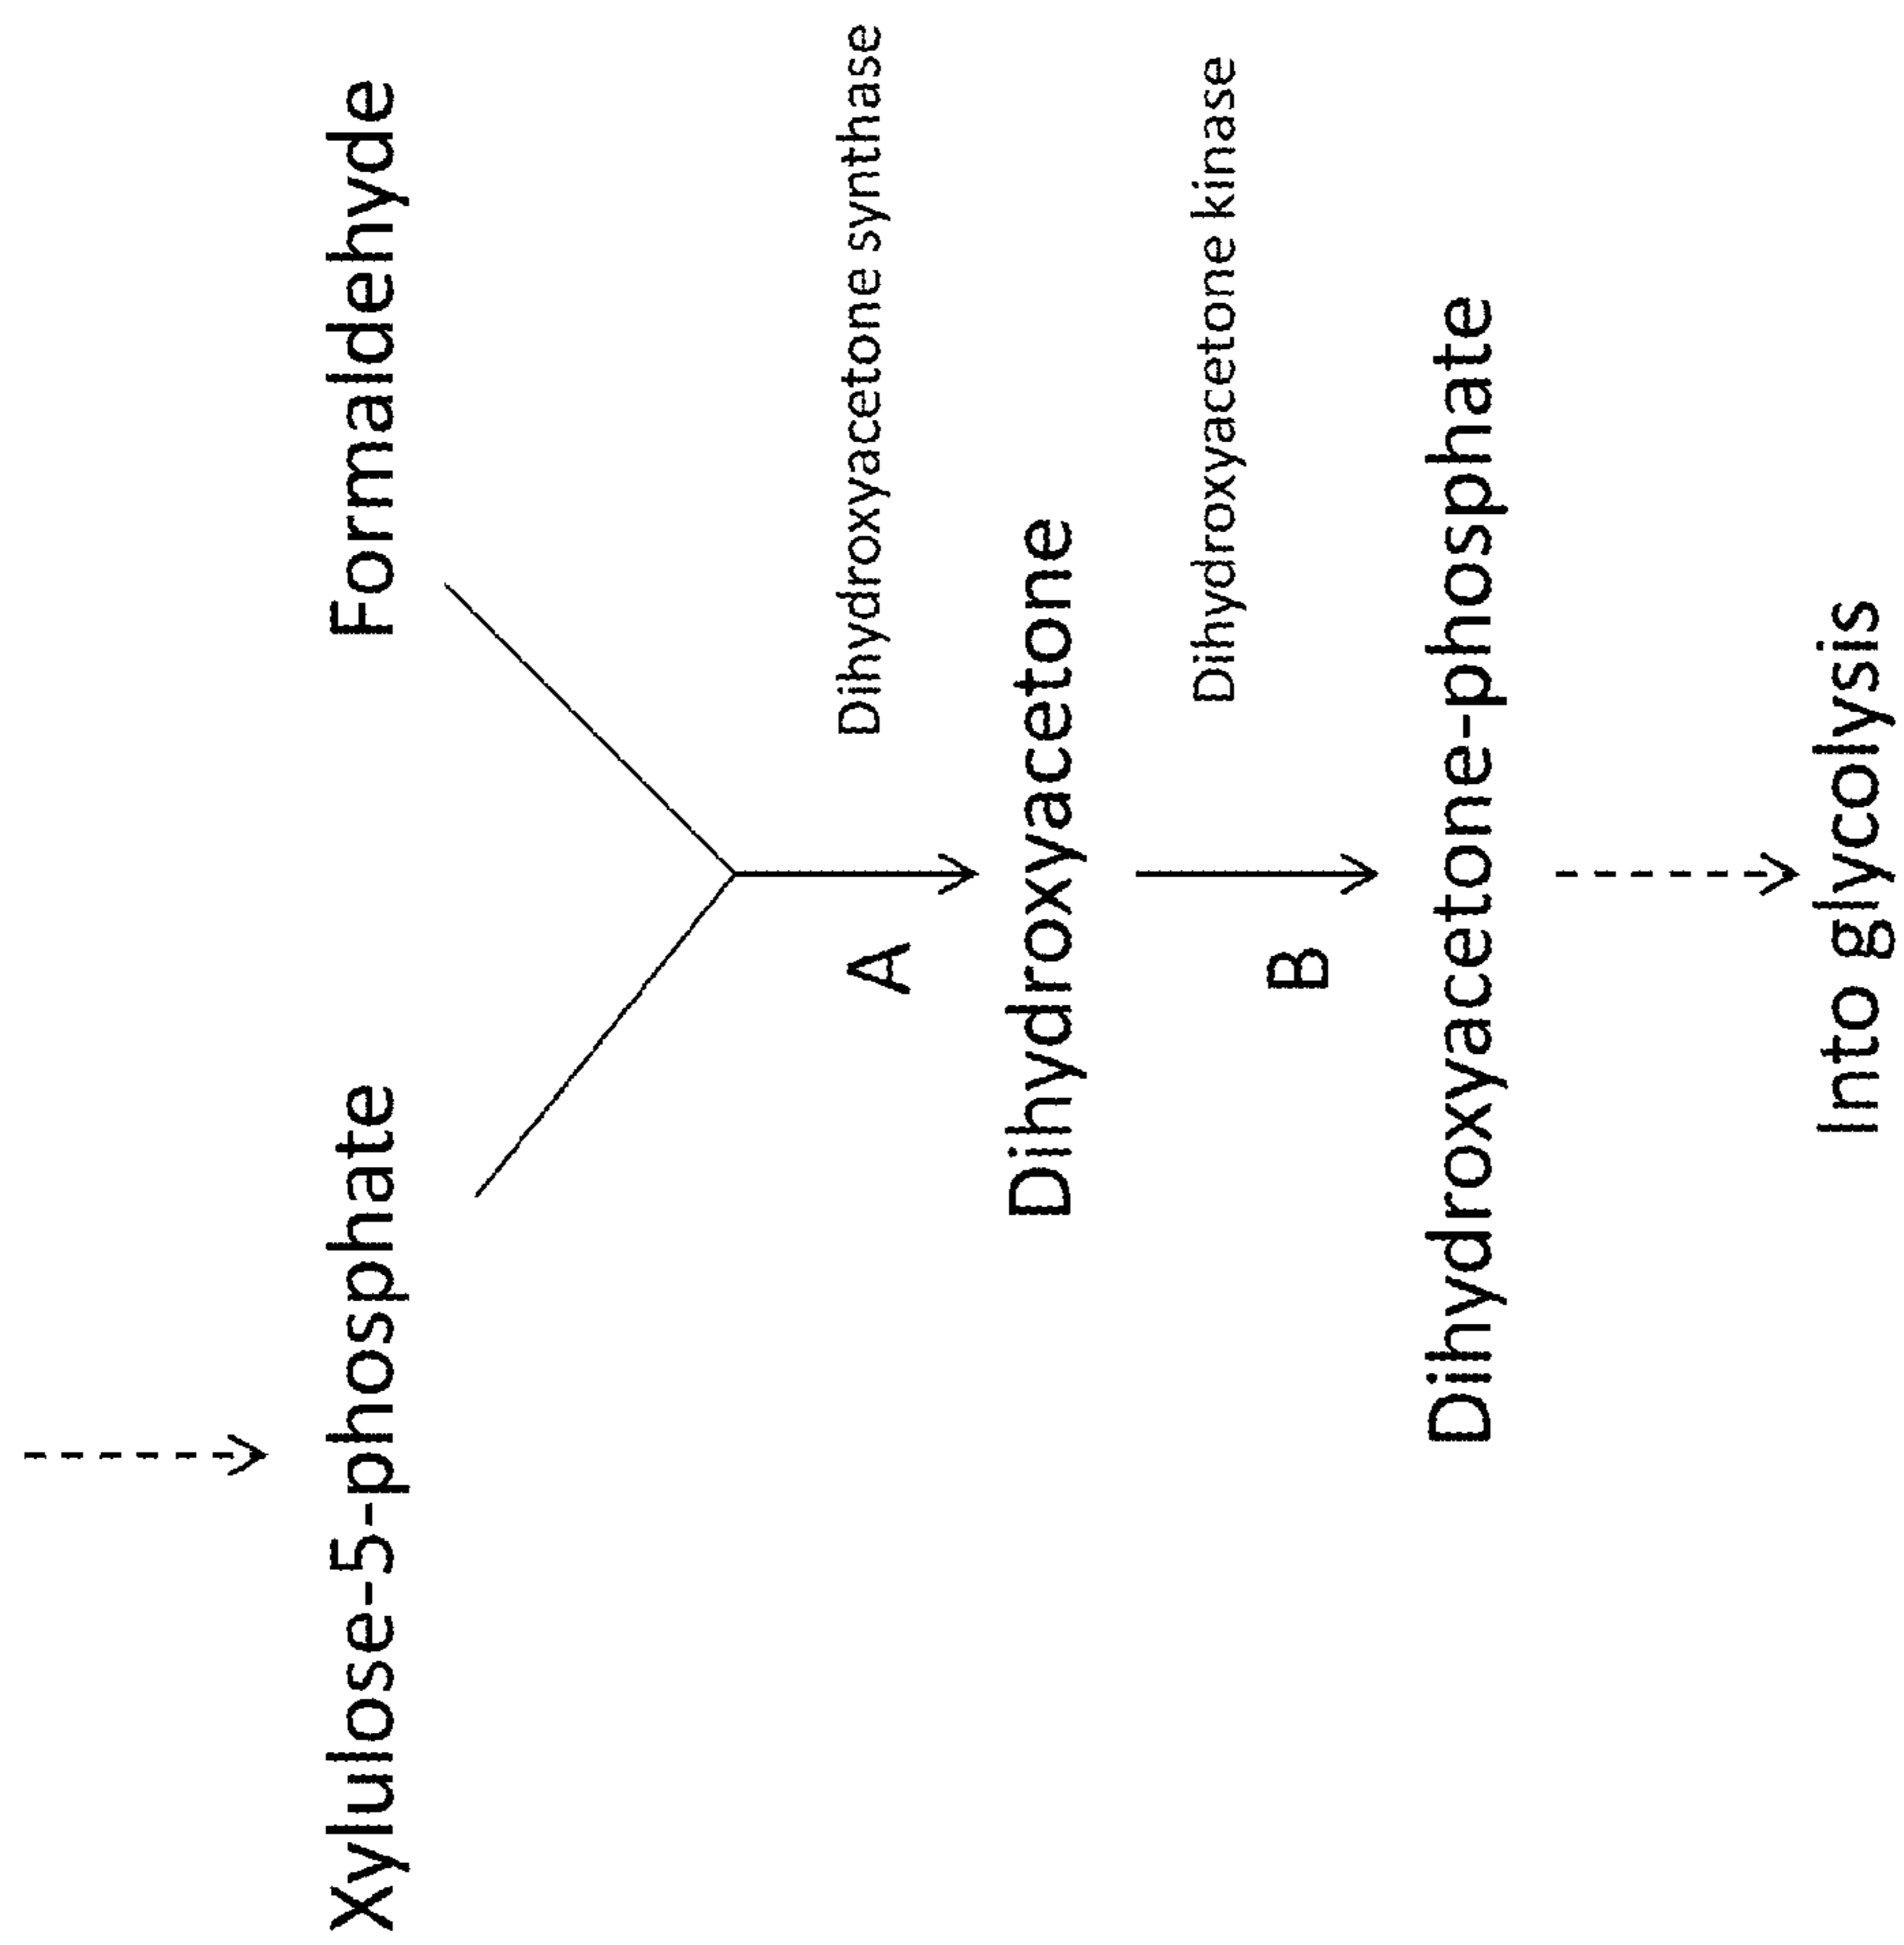 Xylulose-5-phosphate
Formaldehyde
A
Dihydroxyacetone synthase
Dihydroxyacetone
B
Dihydroxyacetone kinase
Dihydroxyacetone-phosphate
Into glycolysis